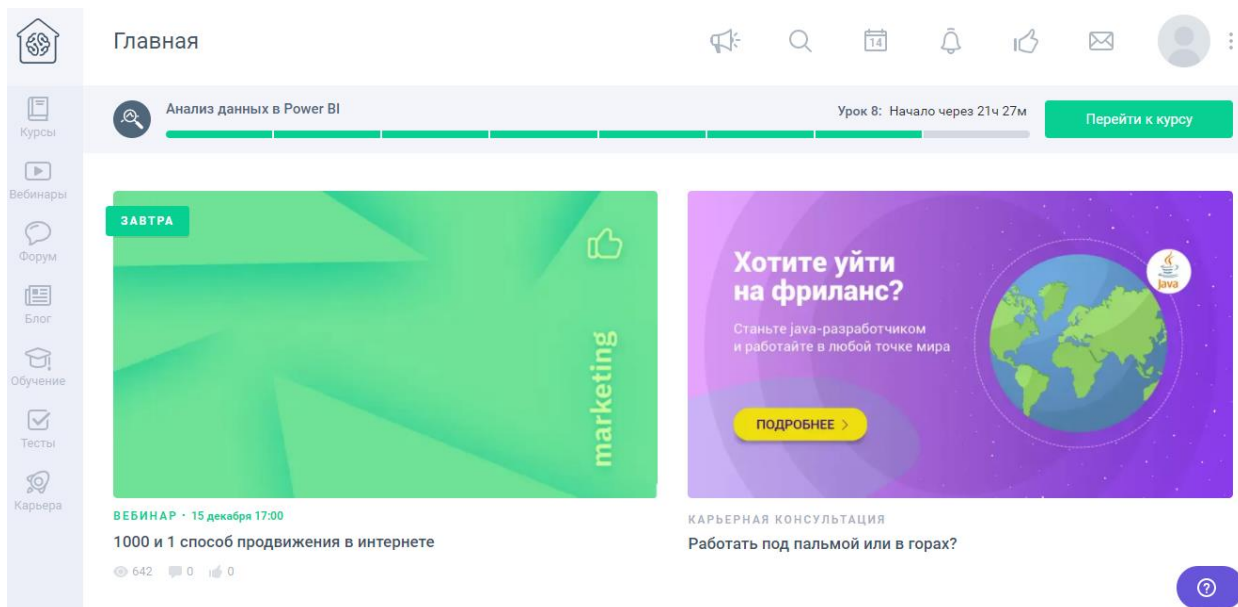 Главная
14
Анализ данных в Power BI
Урок 8: Начало через 21ч 27м
Перейти к курсу
Курсы
Вебинары
Форум
Блог
Обучение
Тесты
Карьера
ЗАВТРА
marketing
Хотите уйти
на фриланс?
Станьте java-разработчиком
и работайте в любой точке мира
ПОДРОБНЕЕ >
Java
ВЕБИНАР · 15 декабря 17:00
1000 и 1 способ продвижения в интернете
642 0 0
КАРЬЕРНАЯ КОНСУЛЬТАЦИЯ
Работать под пальмой или в горах?
?